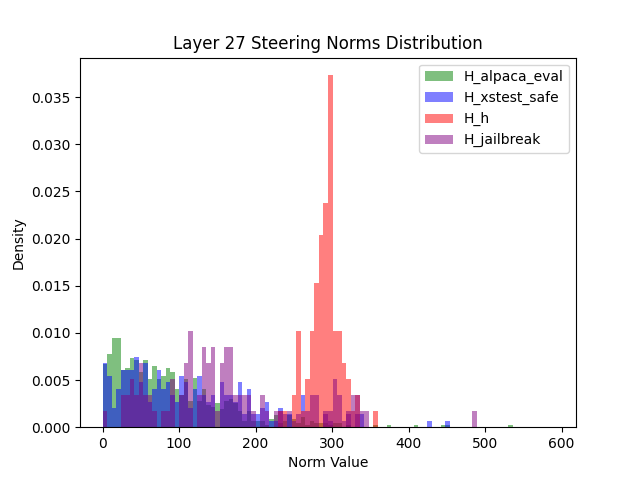 Layer 27 Steering Norms Distribution
H_alpaca_eval
H_xstest_safe
H_h
H_jailbreak
0.035
0.030
0.025
0.020
0.015
0.010
0.005
0.000
Density
0 100 200 300 400 500 600
Norm Value